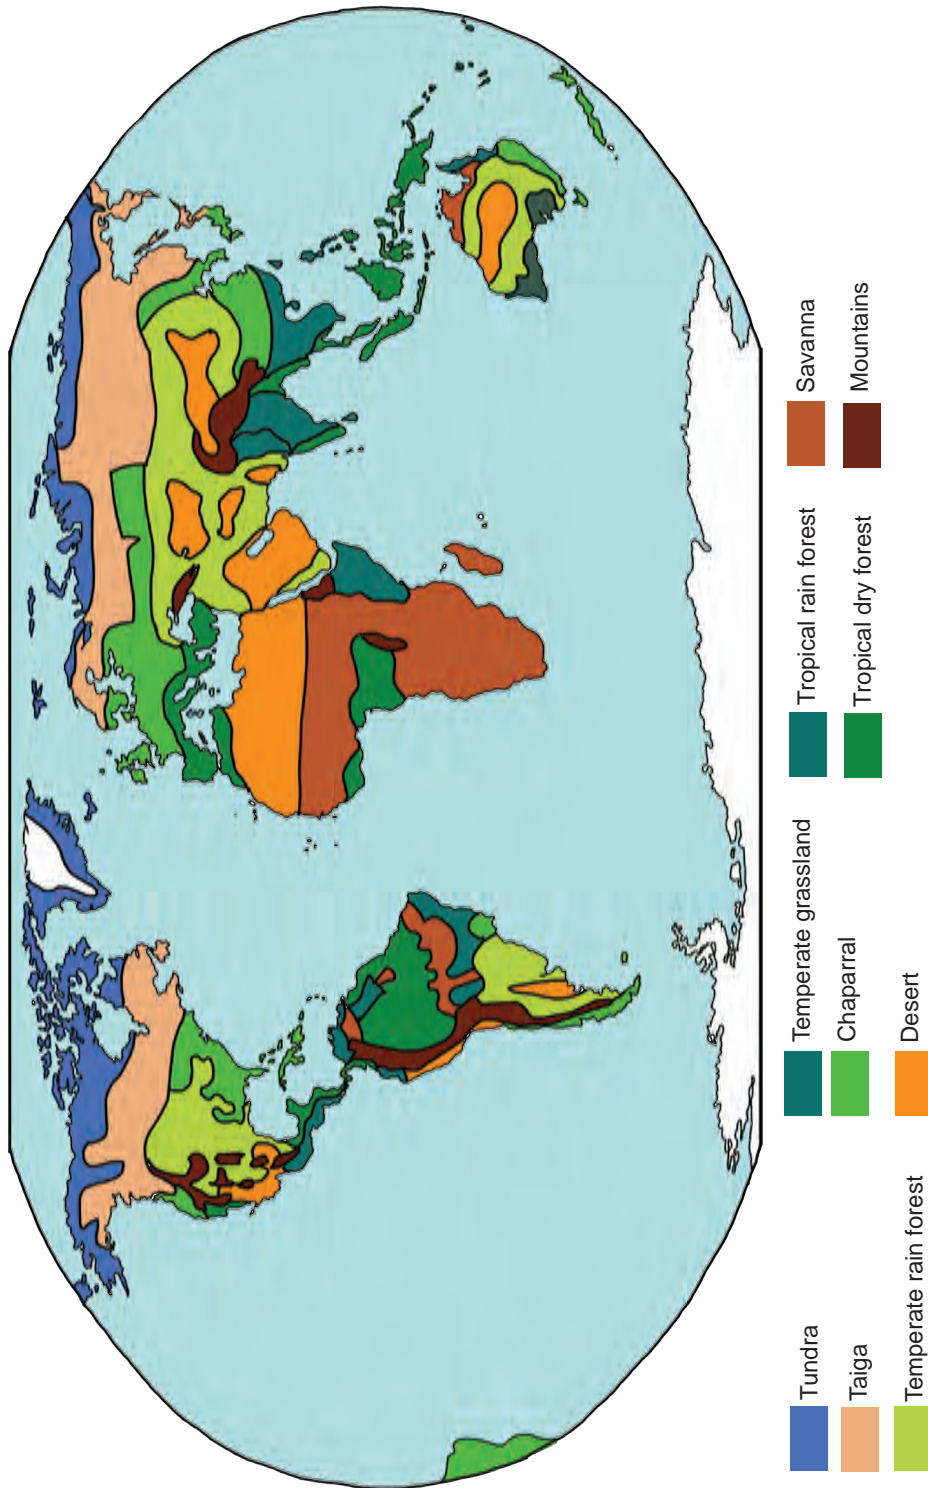 Tundra
Taiga
Temperate rain forest
Temperate grassland
Chaparral
Desert
Tropical rain forest
Tropical dry forest
Savanna
Mountains